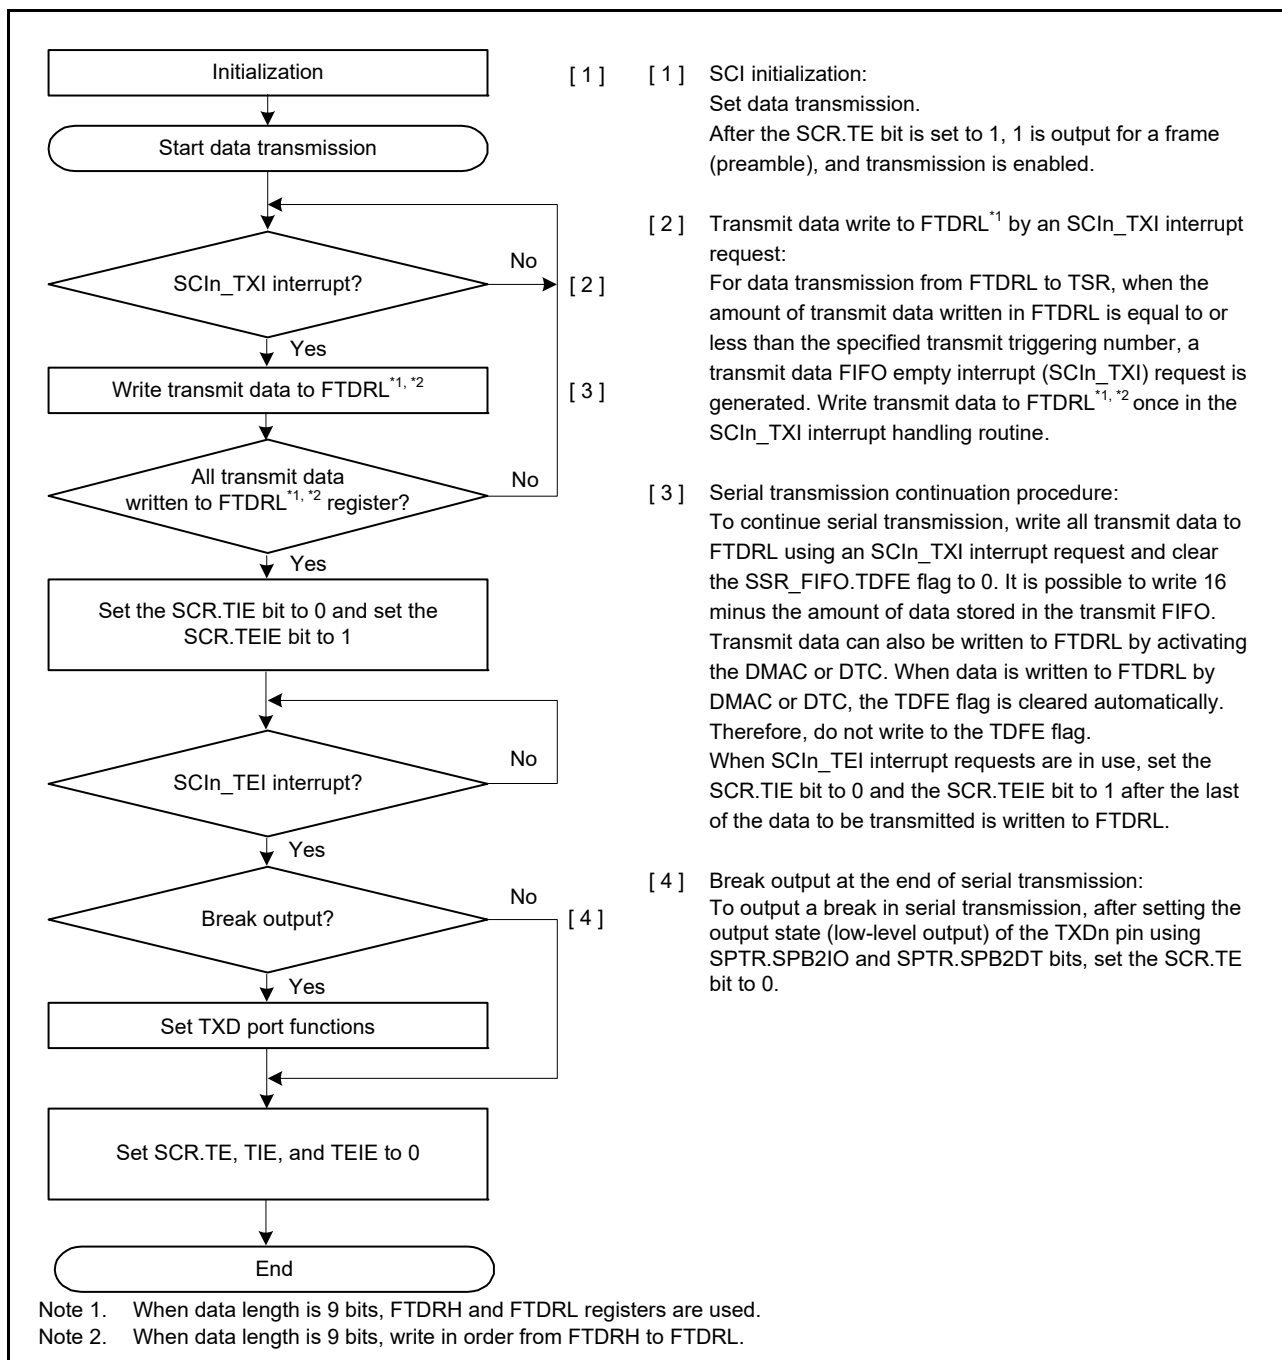 Initialization
[ 1 ]
Start data transmission
SCIn_TXI interrupt?
No
[ 2 ]
Yes
Write transmit data to FTDRL*1, *2
[ 3 ]
All transmit data
written to FTDRL*1, *2 register?
No
Yes
Set the SCR.TIE bit to 0 and set the
SCR.TEIE bit to 1
SCIn_TEI interrupt?
No
Yes
Break output?
No
[ 4 ]
Yes
Set TXD port functions
Set SCR.TE, TIE, and TEIE to 0
End
[ 1 ] SCI initialization:
Set data transmission.
After the SCR.TE bit is set to 1, 1 is output for a frame
(preamble), and transmission is enabled.
[ 2 ] Transmit data write to FTDRL*1 by an SCIn_TXI interrupt
request:
For data transmission from FTDRL to TSR, when the
amount of transmit data written in FTDRL is equal to or
less than the specified transmit triggering number, a
transmit data FIFO empty interrupt (SCIn_TXI) request is
generated. Write transmit data to FTDRL*1, *2 once in the
SCIn_TXI interrupt handling routine.
[ 3 ] Serial transmission continuation procedure:
To continue serial transmission, write all transmit data to
FTDRL using an SCIn_TXI interrupt request and clear
the SSR_FIFO.TDFE flag to 0. It is possible to write 16
minus the amount of data stored in the transmit FIFO.
Transmit data can also be written to FTDRL by activating
the DMAC or DTC. When data is written to FTDRL by
DMAC or DTC, the TDFE flag is cleared automatically.
Therefore, do not write to the TDFE flag.
When SCIn_TEI interrupt requests are in use, set the
SCR.TIE bit to 0 and the SCR.TEIE bit to 1 after the last
of the data to be transmitted is written to FTDRL.
[ 4 ] Break output at the end of serial transmission:
To output a break in serial transmission, after setting the
output state (low-level output) of the TXDn pin using
SPTR.SPB2IO and SPTR.SPB2DT bits, set the SCR.TE
bit to 0.
Note 1. When data length is 9 bits, FTDRH and FTDRL registers are used.
Note 2. When data length is 9 bits, write in order from FTDRH to FTDRL.